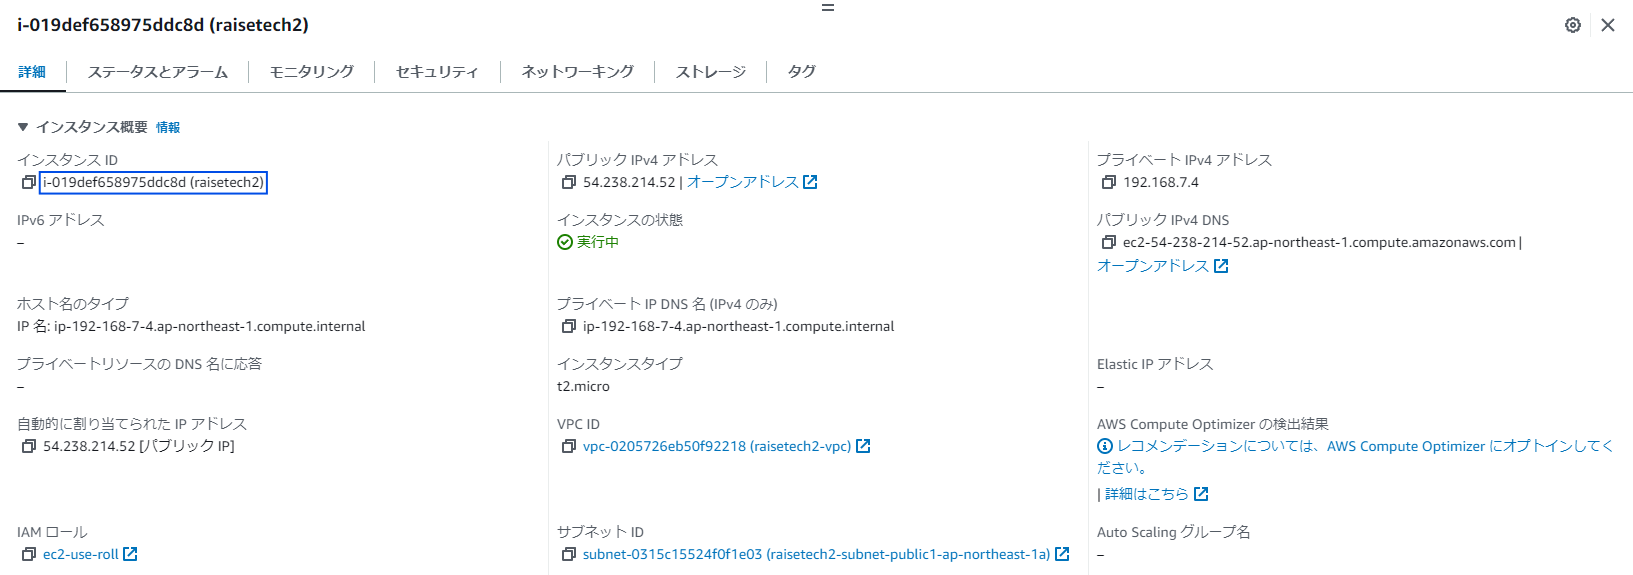 i-019def658975ddc8d (raisetech2)
詳細
ステータスとアラーム
モニタリング
セキュリティ
ネットワーキング
ストレージ
タグ
▼ インスタンス概要 情報
インスタンス ID
i-019def658975ddc8d (raisetech2)
パブリック IPv4 アドレス
54.238.214.52 | オープンアドレス
プライベート IPv4 アドレス
192.168.7.4
IPv6 アドレス
–
インスタンスの状態
実行中
パブリック IPv4 DNS
ec2-54-238-214-52.ap-northeast-1.compute.amazonaws.com |
オープンアドレス
ホスト名のタイプ
IP 名: ip-192-168-7-4.ap-northeast-1.compute.internal
プライベート IP DNS 名 (IPv4 のみ)
ip-192-168-7-4.ap-northeast-1.compute.internal
プライベートリソースの DNS 名に応答
–
インスタンスタイプ
t2.micro
Elastic IP アドレス
–
自動的に割り当てられた IP アドレス
54.238.214.52 [パブリック IP]
VPC ID
vpc-0205726eb50f92218 (raisetech2-vpc)
AWS Compute Optimizer の検出結果
レコメンデーションについては、AWS Compute Optimizer にオプトインしてく
ださい。
| 詳細はこちら
IAM ロール
ec2-use-roll
サブネット ID
subnet-0315c15524f0f1e03 (raisetech2-subnet-public1-ap-northeast-1a)
Auto Scaling グループ名
–